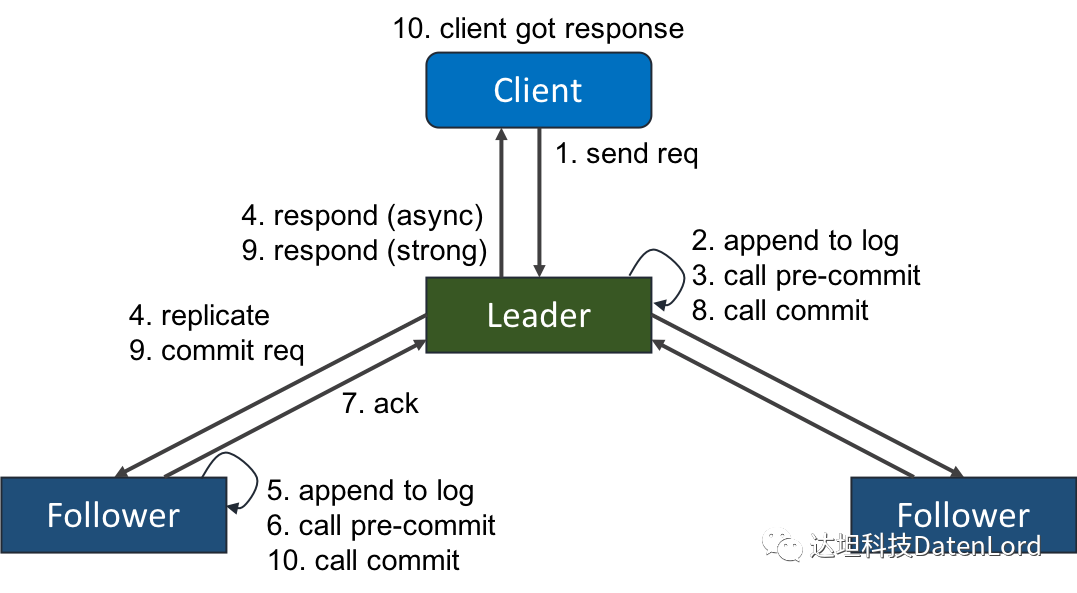 10. client got response
Client
1. send req
4. respond (async)
9. respond (strong)
2. append to log
3. call pre-commit
8. call commit
Leader
4. replicate
9. commit req
7. ack
Follower
5. append to log
6. call pre-commit
10. call commit
Follower
达坦科技DatenLord